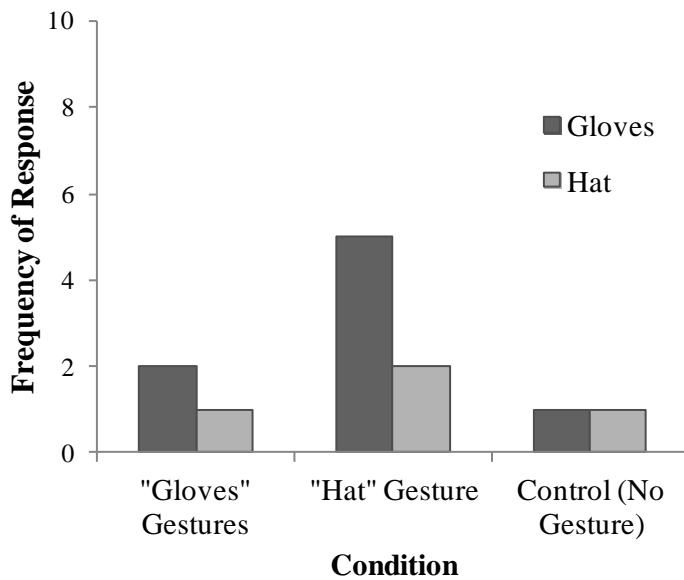 10
8
6
4
2
0
Frequency of Response
Gloves
Hat
"Gloves"
Gestures
"Hat" Gesture
Control (No
Gesture)
Condition